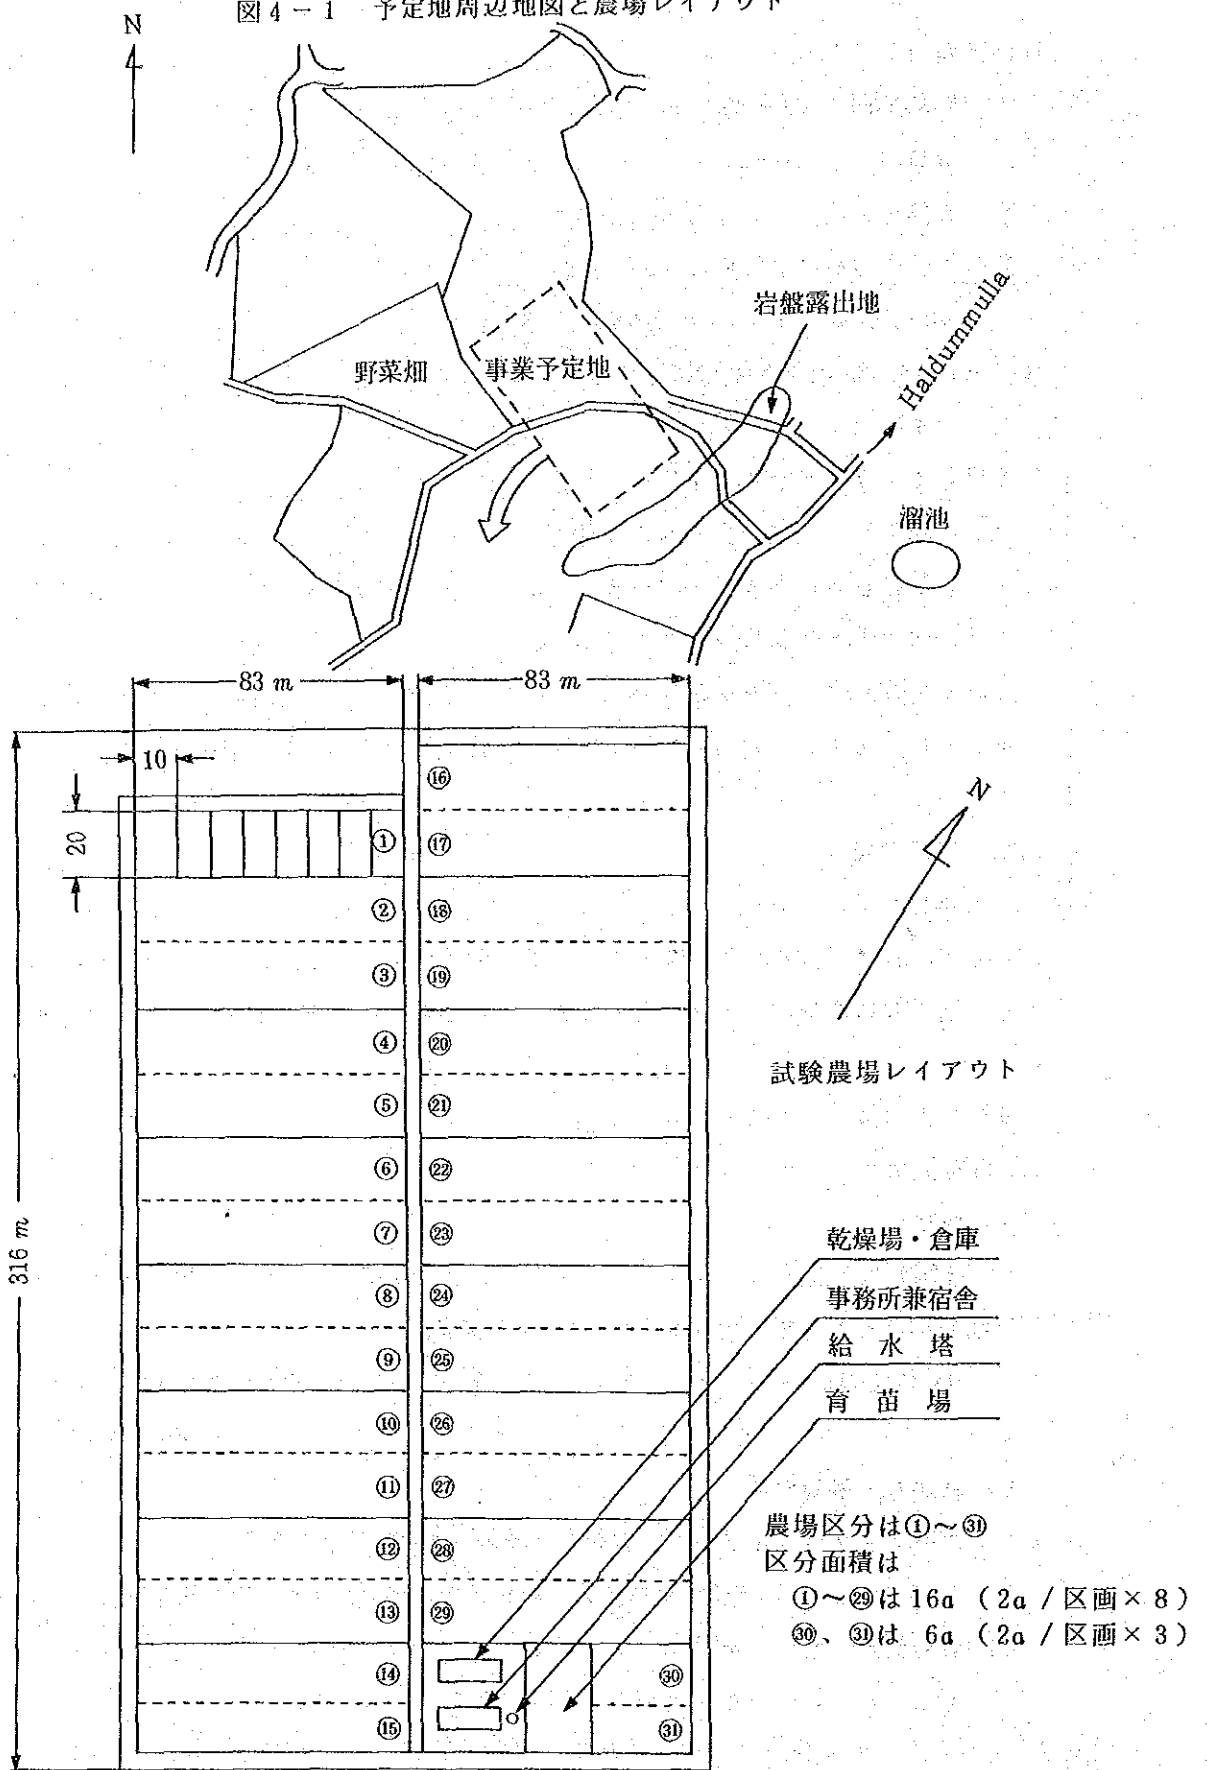 図4-1 予定地周辺地図と農場レイアウト
N
岩盤露出地
Haldummulla
野菜畑
事業予定地
溜池
83 m
83 m
10
20
316 m
①
②
③
④
⑤
⑥
⑦
⑧
⑨
⑩
⑪
⑫
⑬
⑭
⑮
⑯
⑰
⑱
⑲
⑳
㉑
㉒
㉓
㉔
㉕
㉖
㉗
㉘
㉙
㉚
㉛
N
試験農場レイアウト
乾燥場・倉庫
事務所兼宿舎
給水塔
育苗場
農場区分は①~㉛
区分面積は
①~㉙は 16a (2a/区画×8)
㉚、㉛は 6a (2a/区画×3)